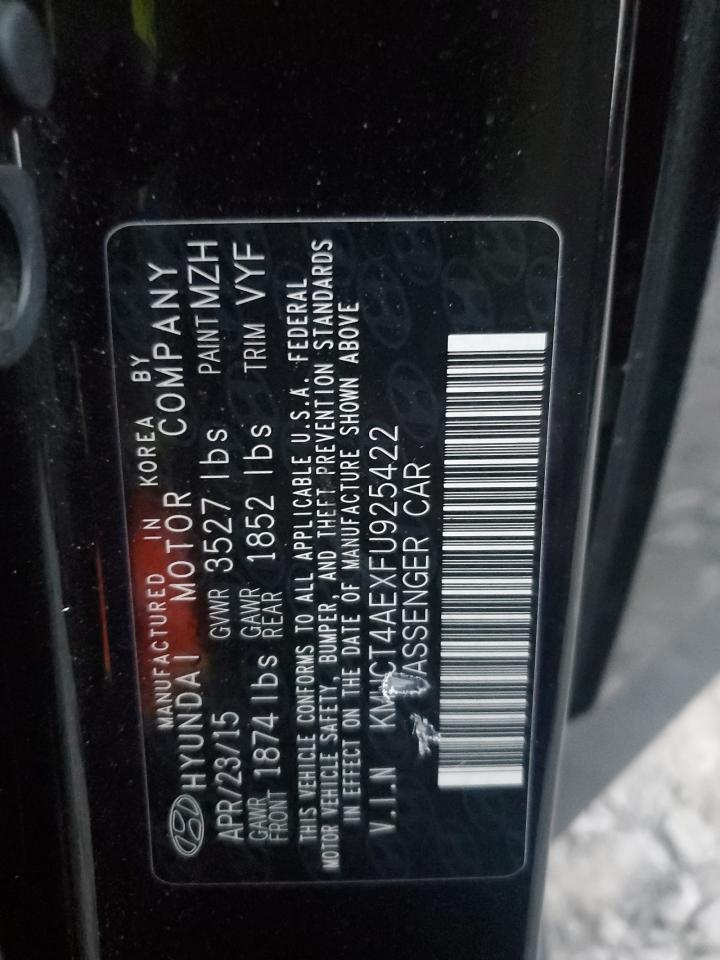 MANUFACTURED IN KOREA BY
HYUNDAI MOTOR COMPANY
APR/23/15 GVWR 3527 lbs PAINT MZH
GAWR FRONT 1874 lbs GAWR REAR 1852 lbs TRIM VYF
THIS VEHICLE CONFORMS TO ALL APPLICABLE U.S.A. FEDERAL
MOTOR VEHICLE SAFETY, BUMPER, AND THEFT PREVENTION STANDARDS
IN EFFECT ON THE DATE OF MANUFACTURE SHOWN ABOVE
V.I.N KMHCT4AEXFU925422
PASSENGER CAR